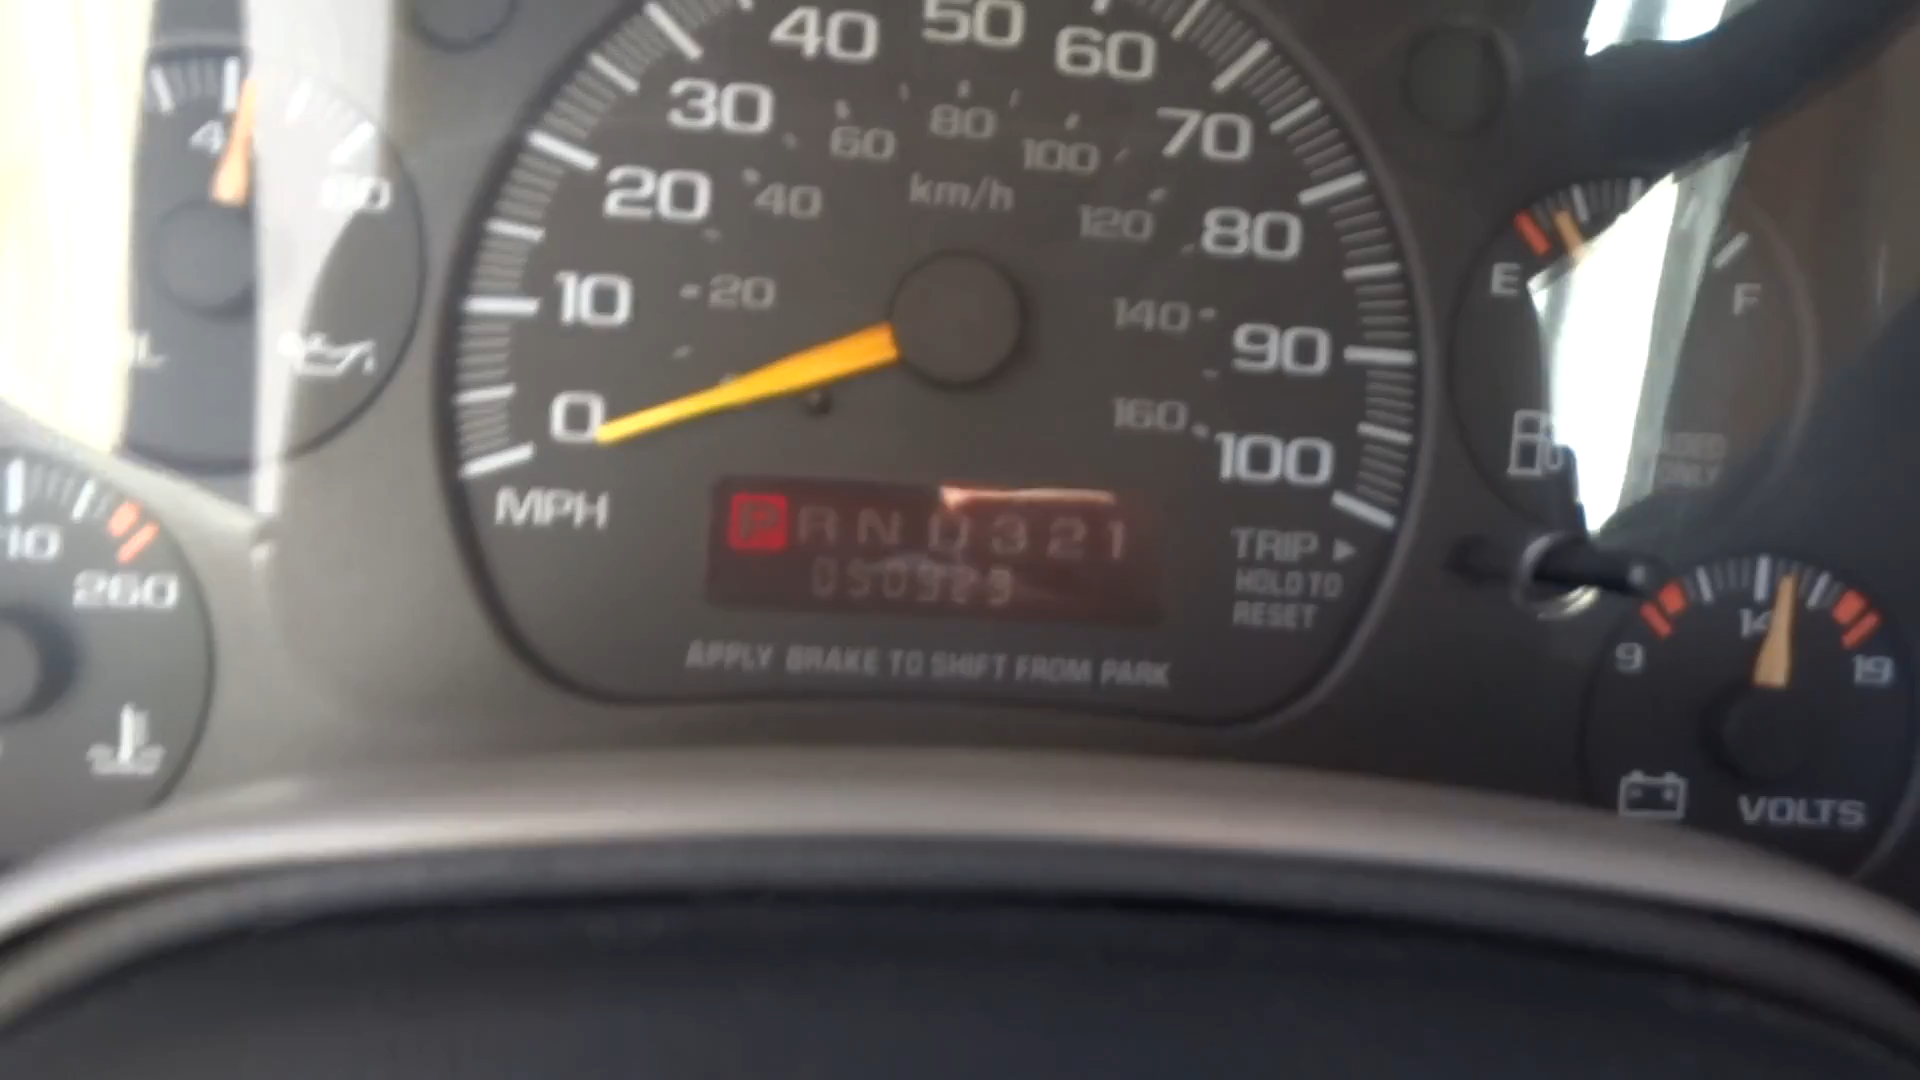 40 50 60
30 70
60 80 100
20 40 km/h 120 80
10 20 140 90
0 160 100
MPH
P R N D 3 2 1
TRIP ▶
HOLD TO
RESET
APPLY BRAKE TO SHIFT FROM PARK
80
260
E F
9 14 19
VOLTS